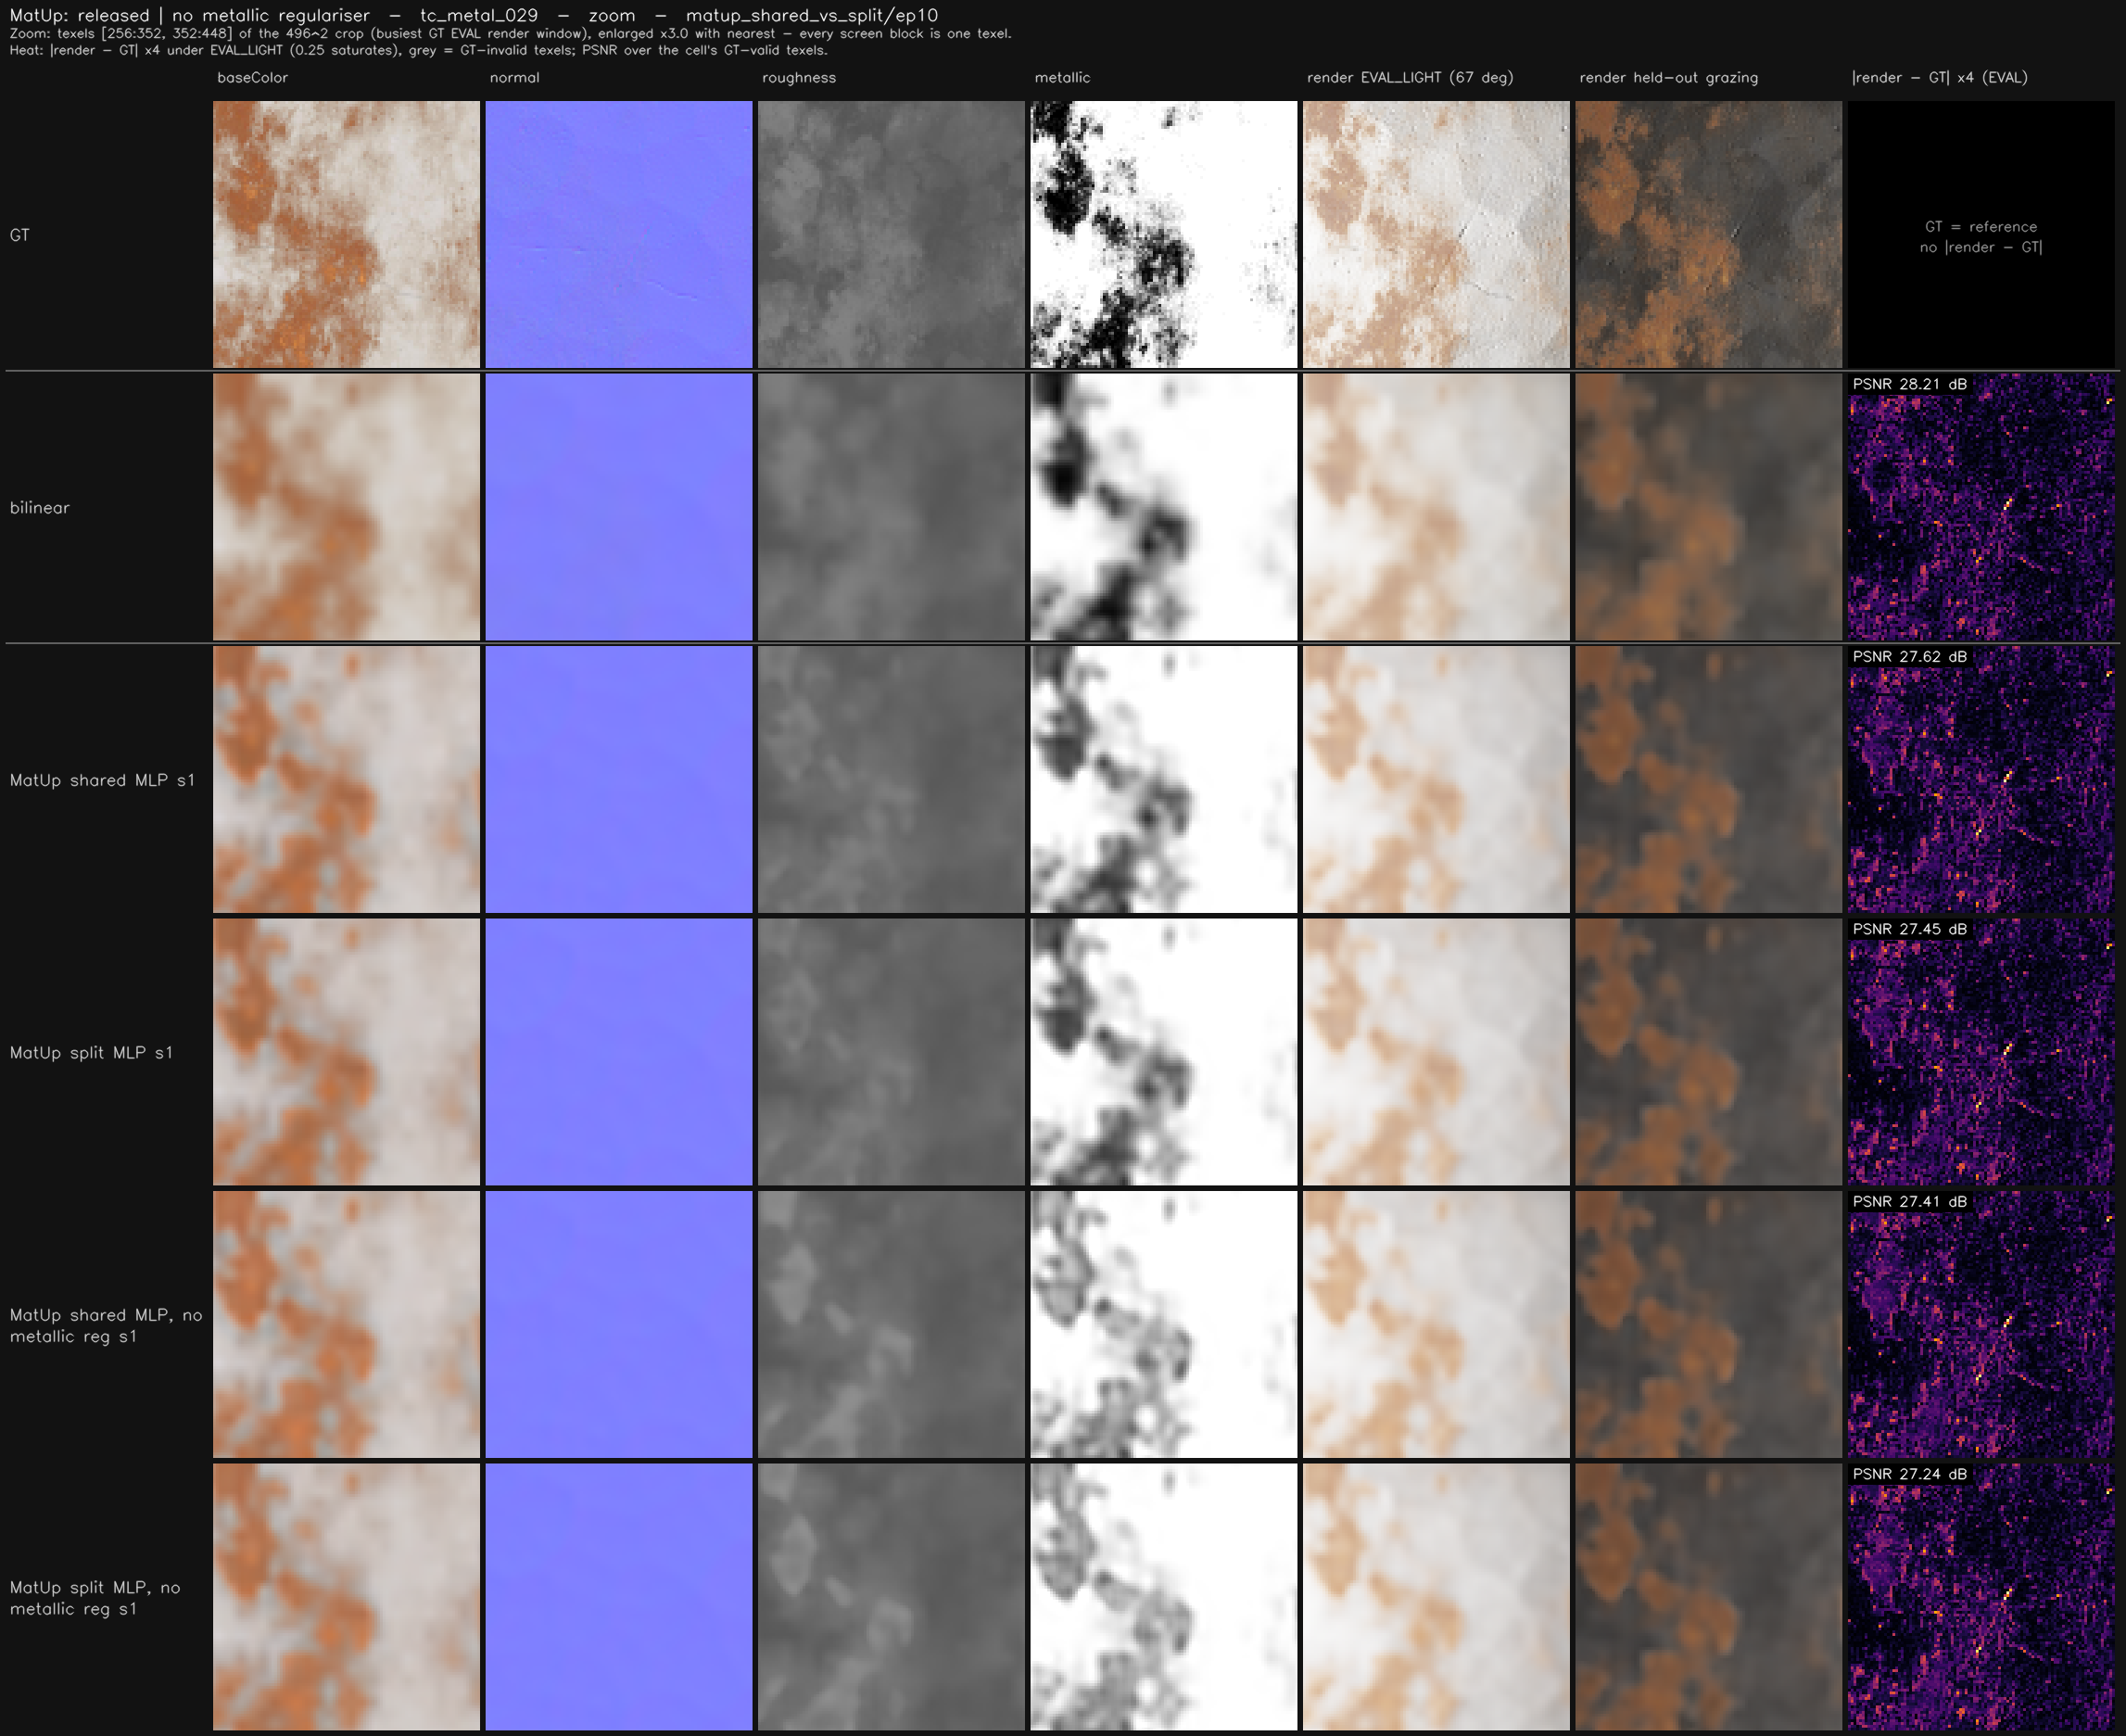 MatUp: released | no metallic regulariser — tc_metal_029 — zoom — matup_shared_vs_split/ep10
Zoom: texels [256:352, 352:448] of the 496^2 crop (busiest GT EVAL render window), enlarged x3.0 with nearest — every screen block is one texel.
Heat: |render — GT| x4 under EVAL_LIGHT (0.25 saturates), grey = GT-invalid texels; PSNR over the cell's GT-valid texels.
baseColor normal roughness metallic render EVAL_LIGHT (67 deg) render held-out grazing |render — GT| x4 (EVAL)
GT
GT = reference
no |render — GT|
bilinear
PSNR 28.21 dB
MatUp shared MLP s1
PSNR 27.62 dB
MatUp split MLP s1
PSNR 27.45 dB
MatUp shared MLP, no
metallic reg s1
PSNR 27.41 dB
MatUp split MLP, no
metallic reg s1
PSNR 27.24 dB